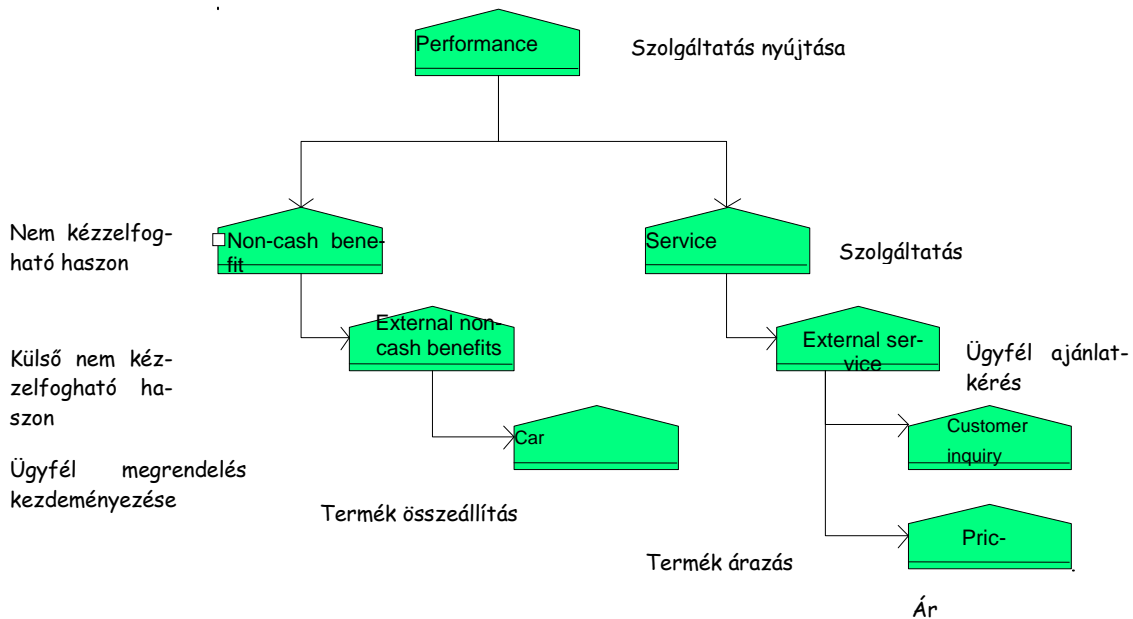 Performance
Szolgáltatás nyújtása
Nem kézzelfog-
ható haszon
Non-cash bene-
fit
Service
Szolgáltatás
External non-
cash benefits
External ser-
vice
Külső nem kéz-
zelfogható ha-
szon
Ügyfél ajánlat-
kérés
Car
Customer
inquiry
Ügyfél megrendelés
kezdeményezése
Termék összeállítás
Pric-
Termék árazás
Ár